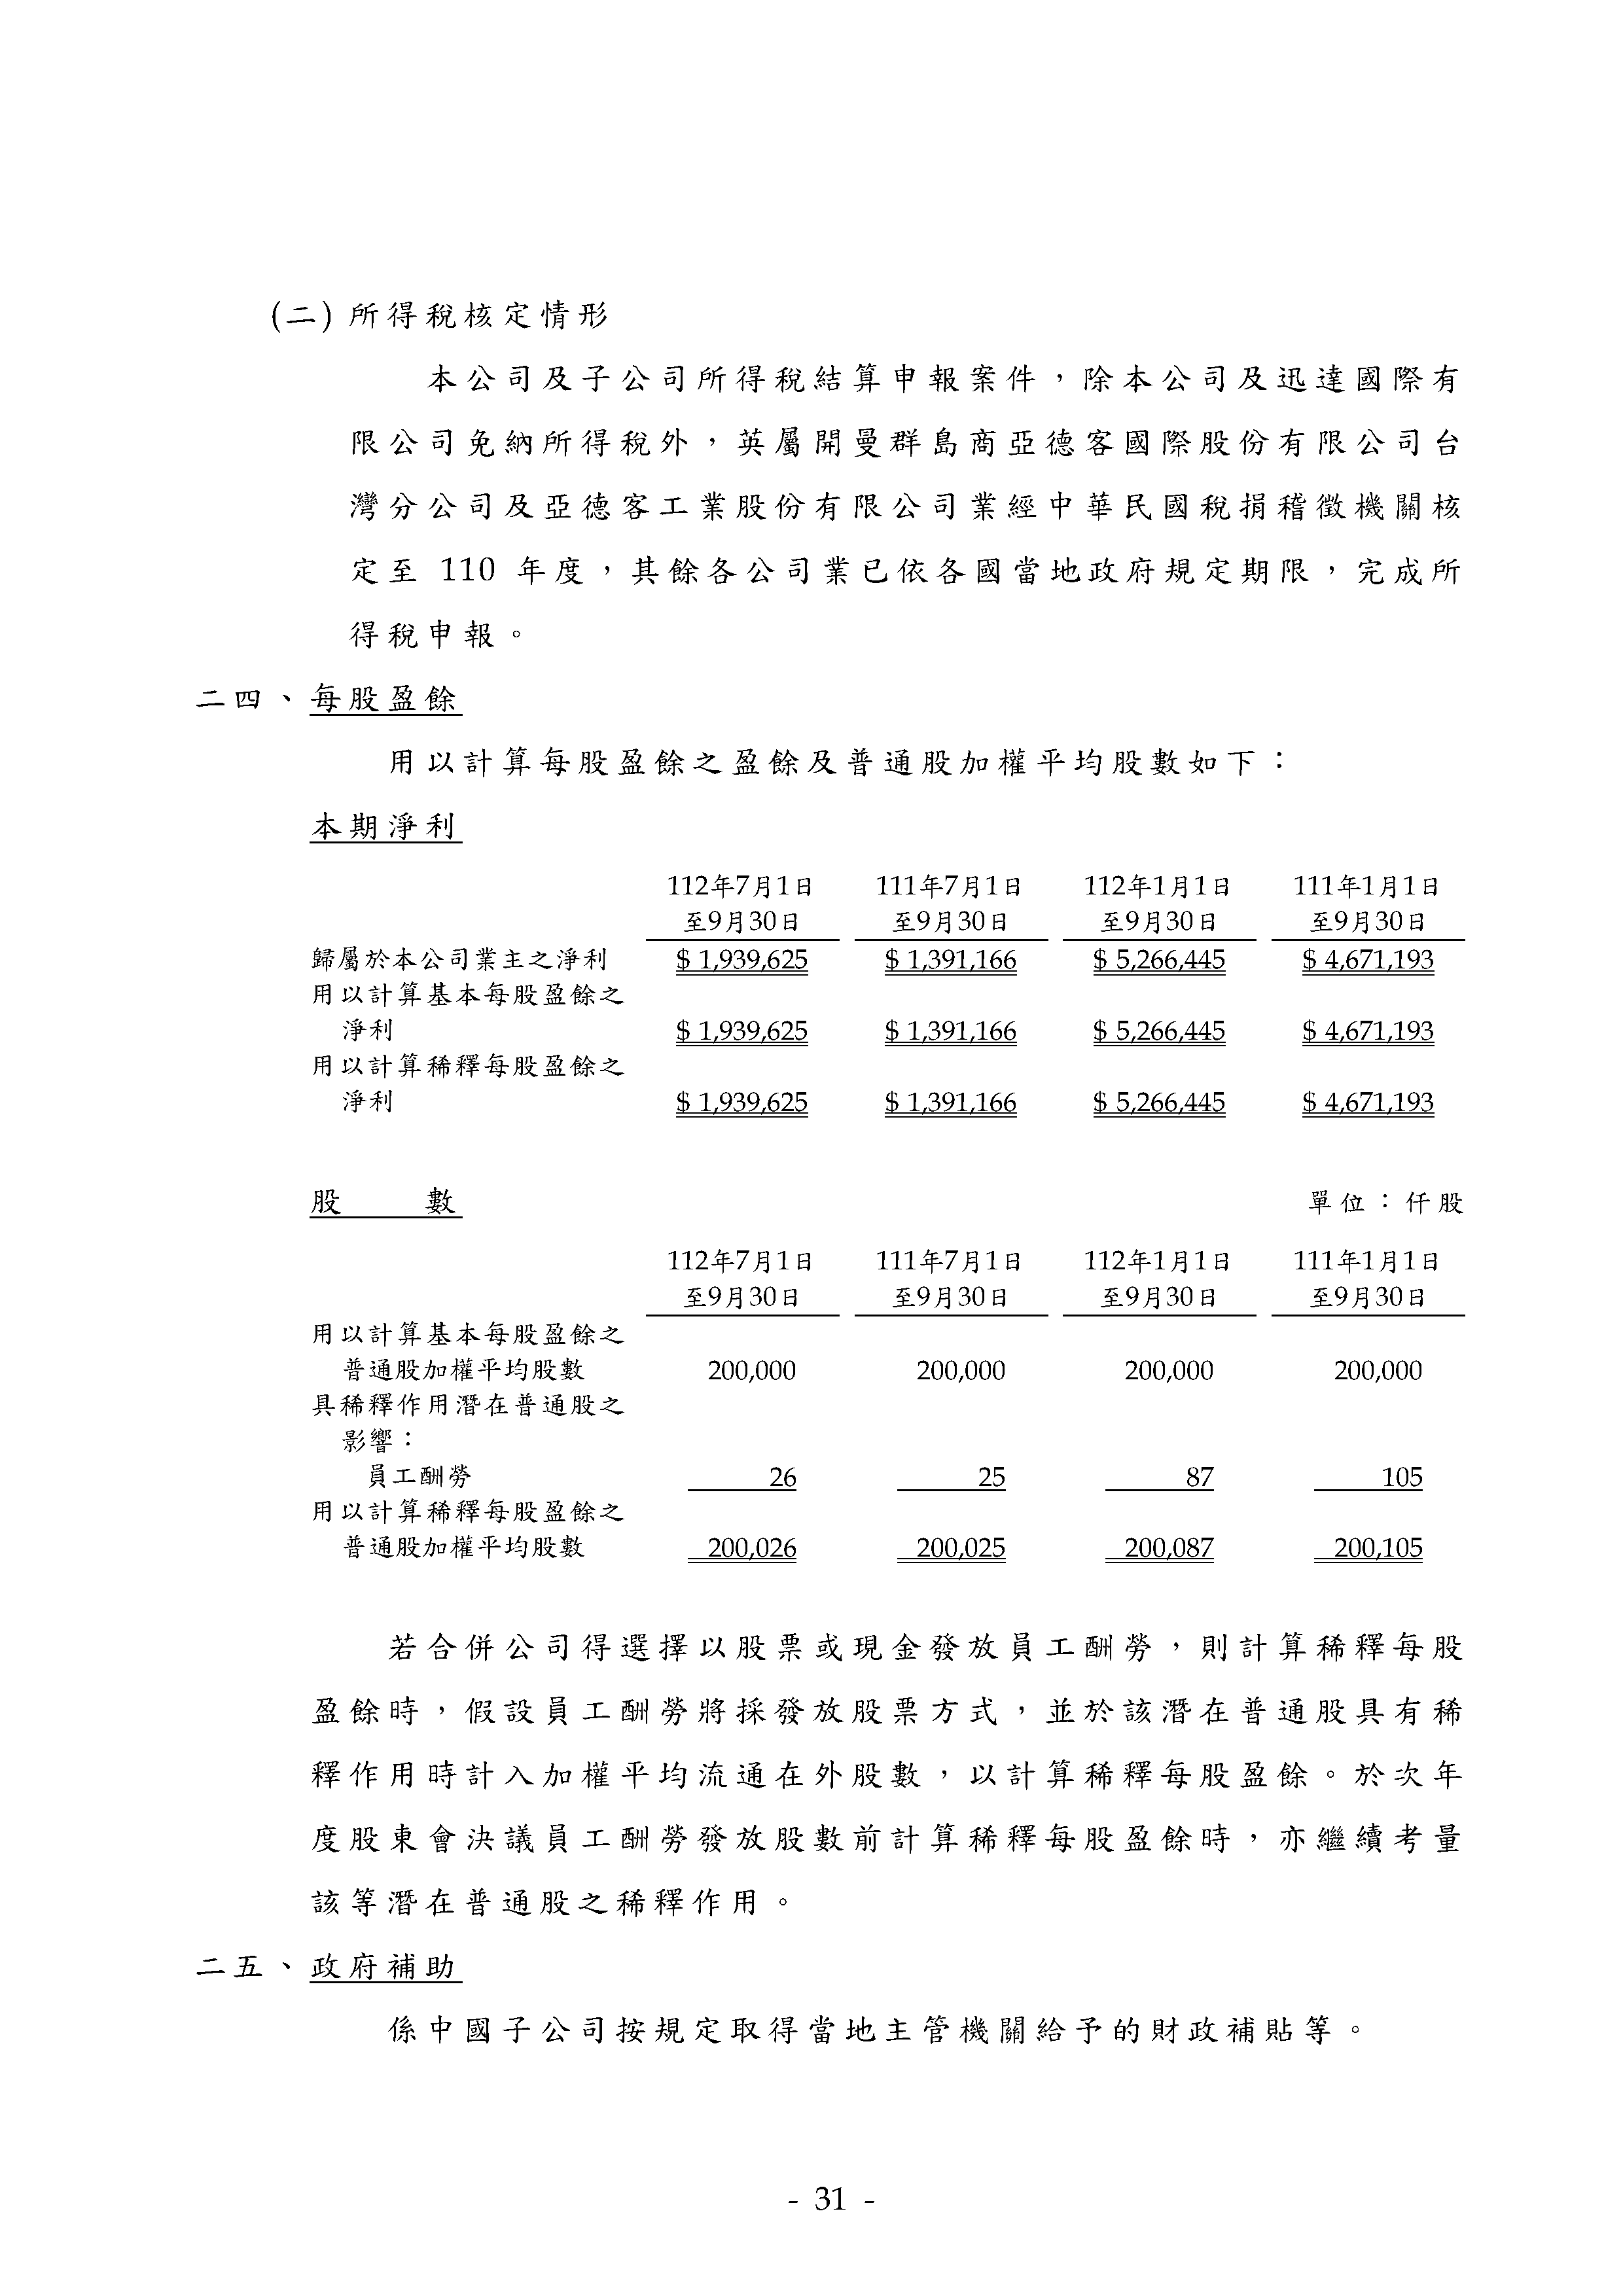 (二) 所得稅核定情形
本公司及子公司所得稅結算申報案件，除本公司及迅達國際有
限公司免納所得稅外，英屬開曼群島商亞德客國際股份有限公司台
灣分公司及亞德客工業股份有限公司業經中華民國稅捐稽徵機關核
定至 110 年度，其餘各公司業已依各國當地政府規定期限，完成所
得稅申報。
二四、每股盈餘
用以計算每股盈餘之盈餘及普通股加權平均股數如下：
本期淨利
112年7月1日 111年7月1日 112年1月1日 111年1月1日
至9月30日 至9月30日 至9月30日 至9月30日
歸屬於本公司業主之淨利 $ 1,939,625 $ 1,391,166 $ 5,266,445 $ 4,671,193
用以計算基本每股盈餘之
淨利 $ 1,939,625 $ 1,391,166 $ 5,266,445 $ 4,671,193
用以計算稀釋每股盈餘之
淨利 $ 1,939,625 $ 1,391,166 $ 5,266,445 $ 4,671,193
股　　數 單位：仟股
112年7月1日 111年7月1日 112年1月1日 111年1月1日
至9月30日 至9月30日 至9月30日 至9月30日
用以計算基本每股盈餘之
普通股加權平均股數 200,000 200,000 200,000 200,000
具稀釋作用潛在普通股之
影響：
員工酬勞 26 25 87 105
用以計算稀釋每股盈餘之
普通股加權平均股數 200,026 200,025 200,087 200,105
若合併公司得選擇以股票或現金發放員工酬勞，則計算稀釋每股
盈餘時，假設員工酬勞將採發放股票方式，並於該潛在普通股具有稀
釋作用時計入加權平均流通在外股數，以計算稀釋每股盈餘。於次年
度股東會決議員工酬勞發放股數前計算稀釋每股盈餘時，亦繼續考量
該等潛在普通股之稀釋作用。
二五、政府補助
係中國子公司按規定取得當地主管機關給予的財政補貼等。
- 31 -